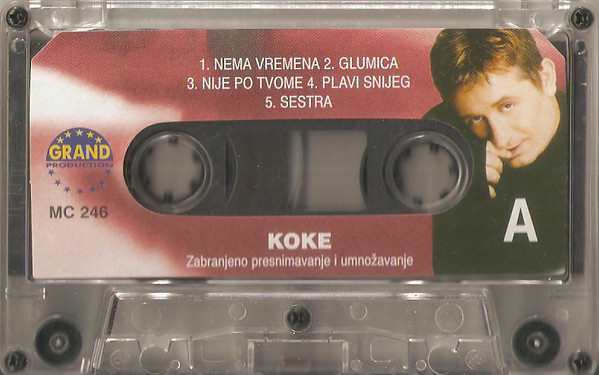 1. NEMA VREMENA 2. GLUMICA
3. NIJE PO TVOME 4. PLAVI SNIJEG
5. SESTRA
GRAND
PRODUCTION
MC 246
A
KOKE
Zabranjeno presnimavanje i umnožavanje